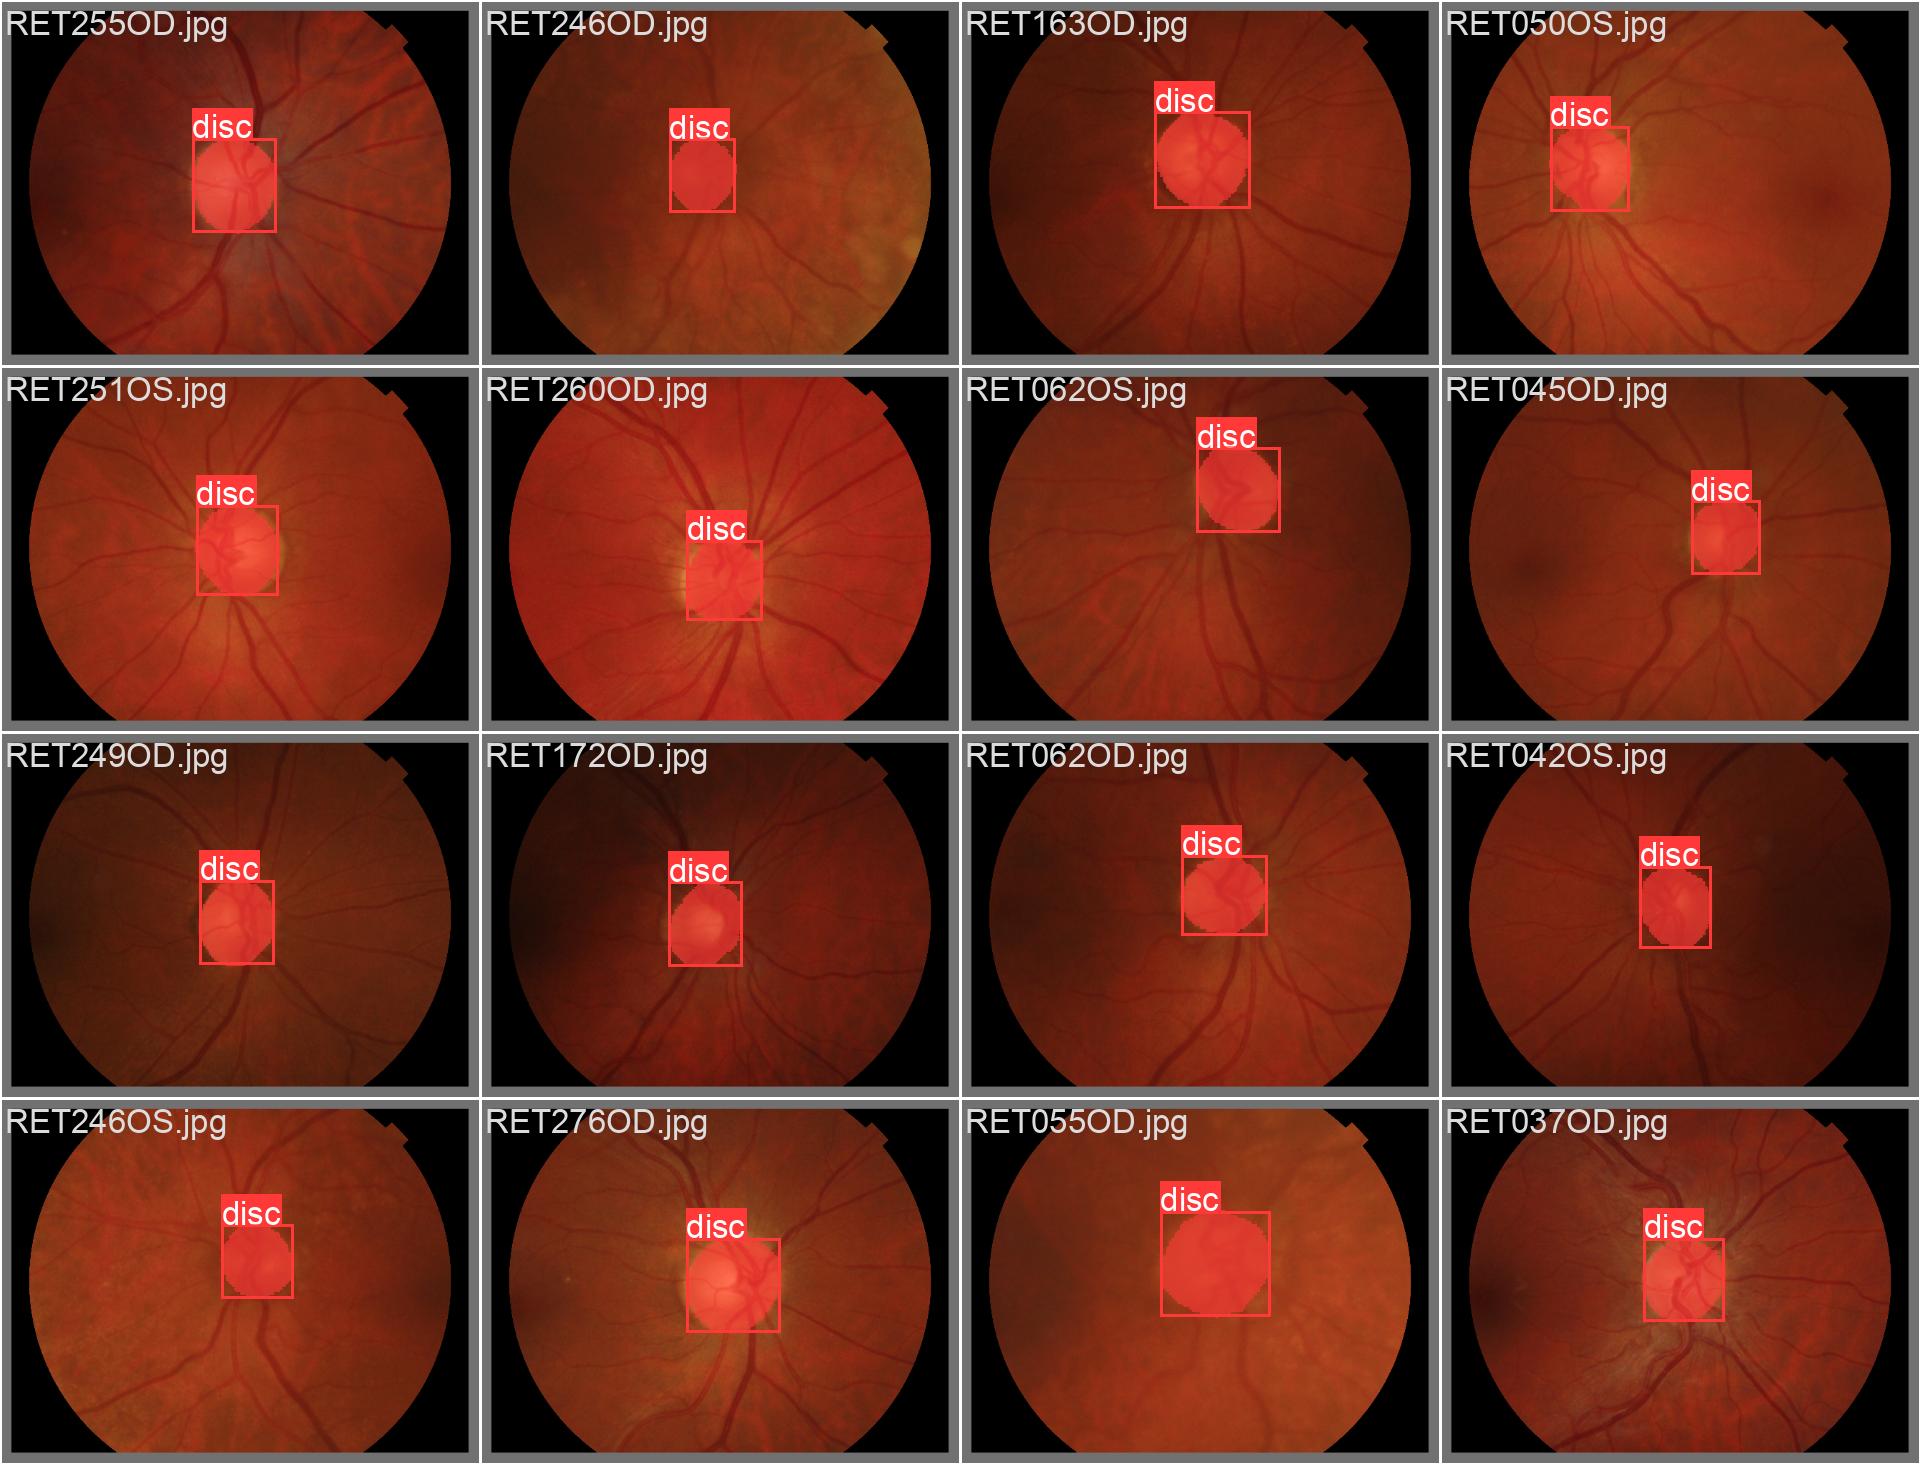 RET255OD.jpg
disc
RET246OD.jpg
disc
RET163OD.jpg
disc
RET050OS.jpg
disc
RET251OS.jpg
disc
RET260OD.jpg
disc
RET062OS.jpg
disc
RET045OD.jpg
disc
RET249OD.jpg
disc
RET172OD.jpg
disc
RET062OD.jpg
disc
RET042OS.jpg
disc
RET246OS.jpg
disc
RET276OD.jpg
disc
RET055OD.jpg
disc
RET037OD.jpg
disc